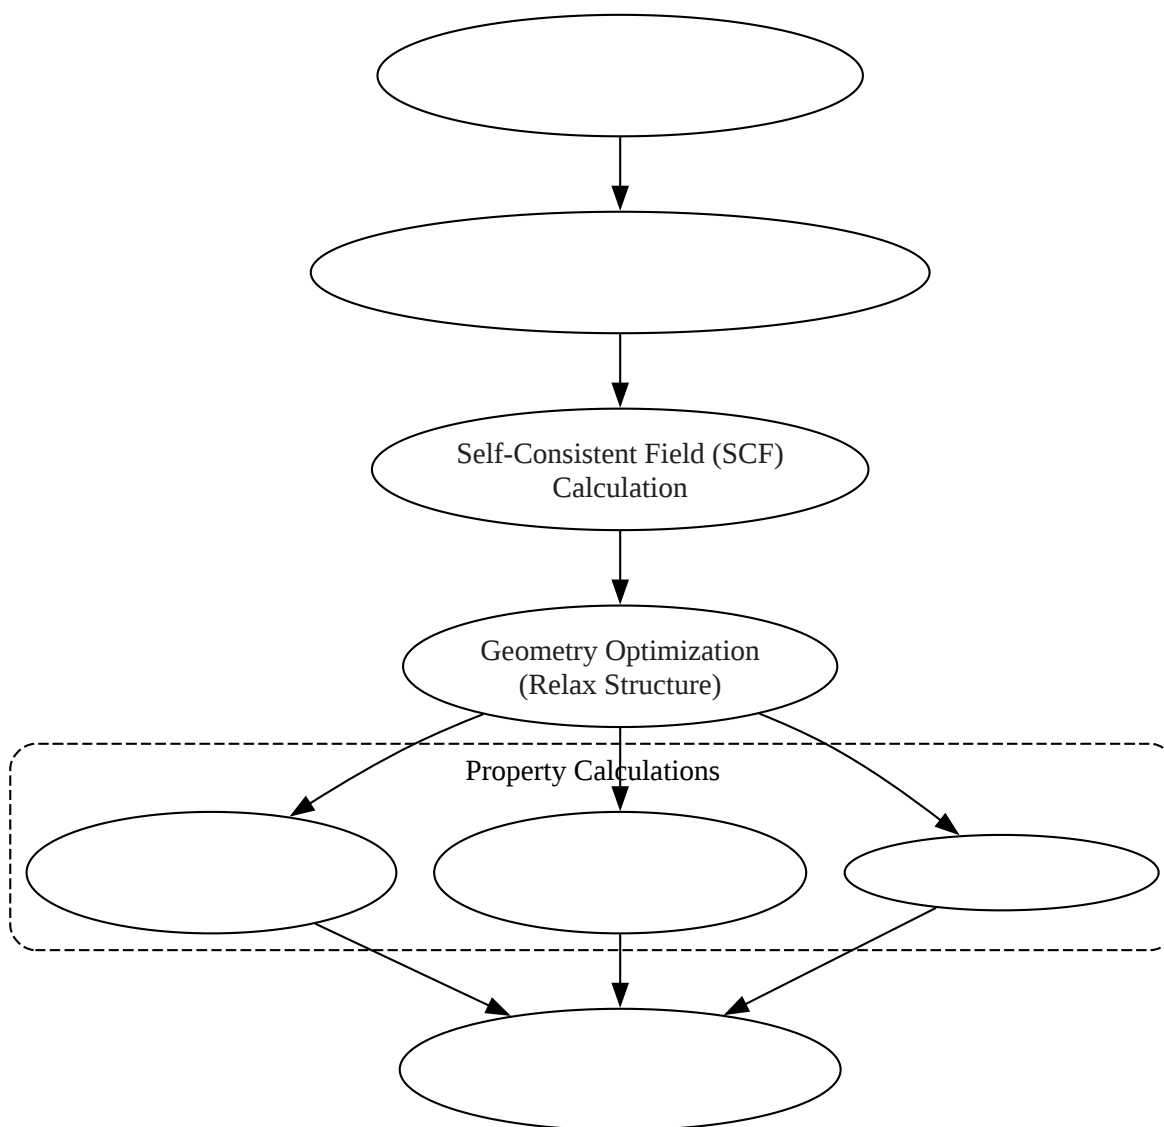 Self-Consistent Field (SCF)
Calculation
Geometry Optimization
(Relax Structure)
Property Calculations